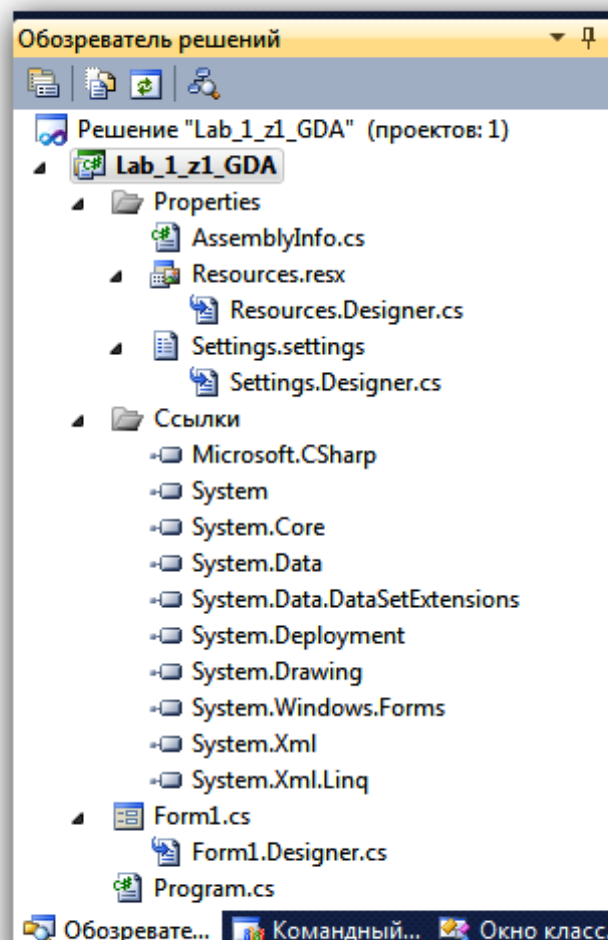 Обозреватель решений
Решение "Lab_1_z1_GDA" (проектов: 1)
Lab_1_z1_GDA
Properties
AssemblyInfo.cs
Resources.resx
Resources.Designer.cs
Settings.settings
Settings.Designer.cs
Ссылки
Microsoft.CSharp
System
System.Core
System.Data
System.Data.DataSetExtensions
System.Deployment
System.Drawing
System.Windows.Forms
System.Xml
System.Xml.Linq
Form1.cs
Form1.Designer.cs
Program.cs
Обозревате... Командный... Окно класс